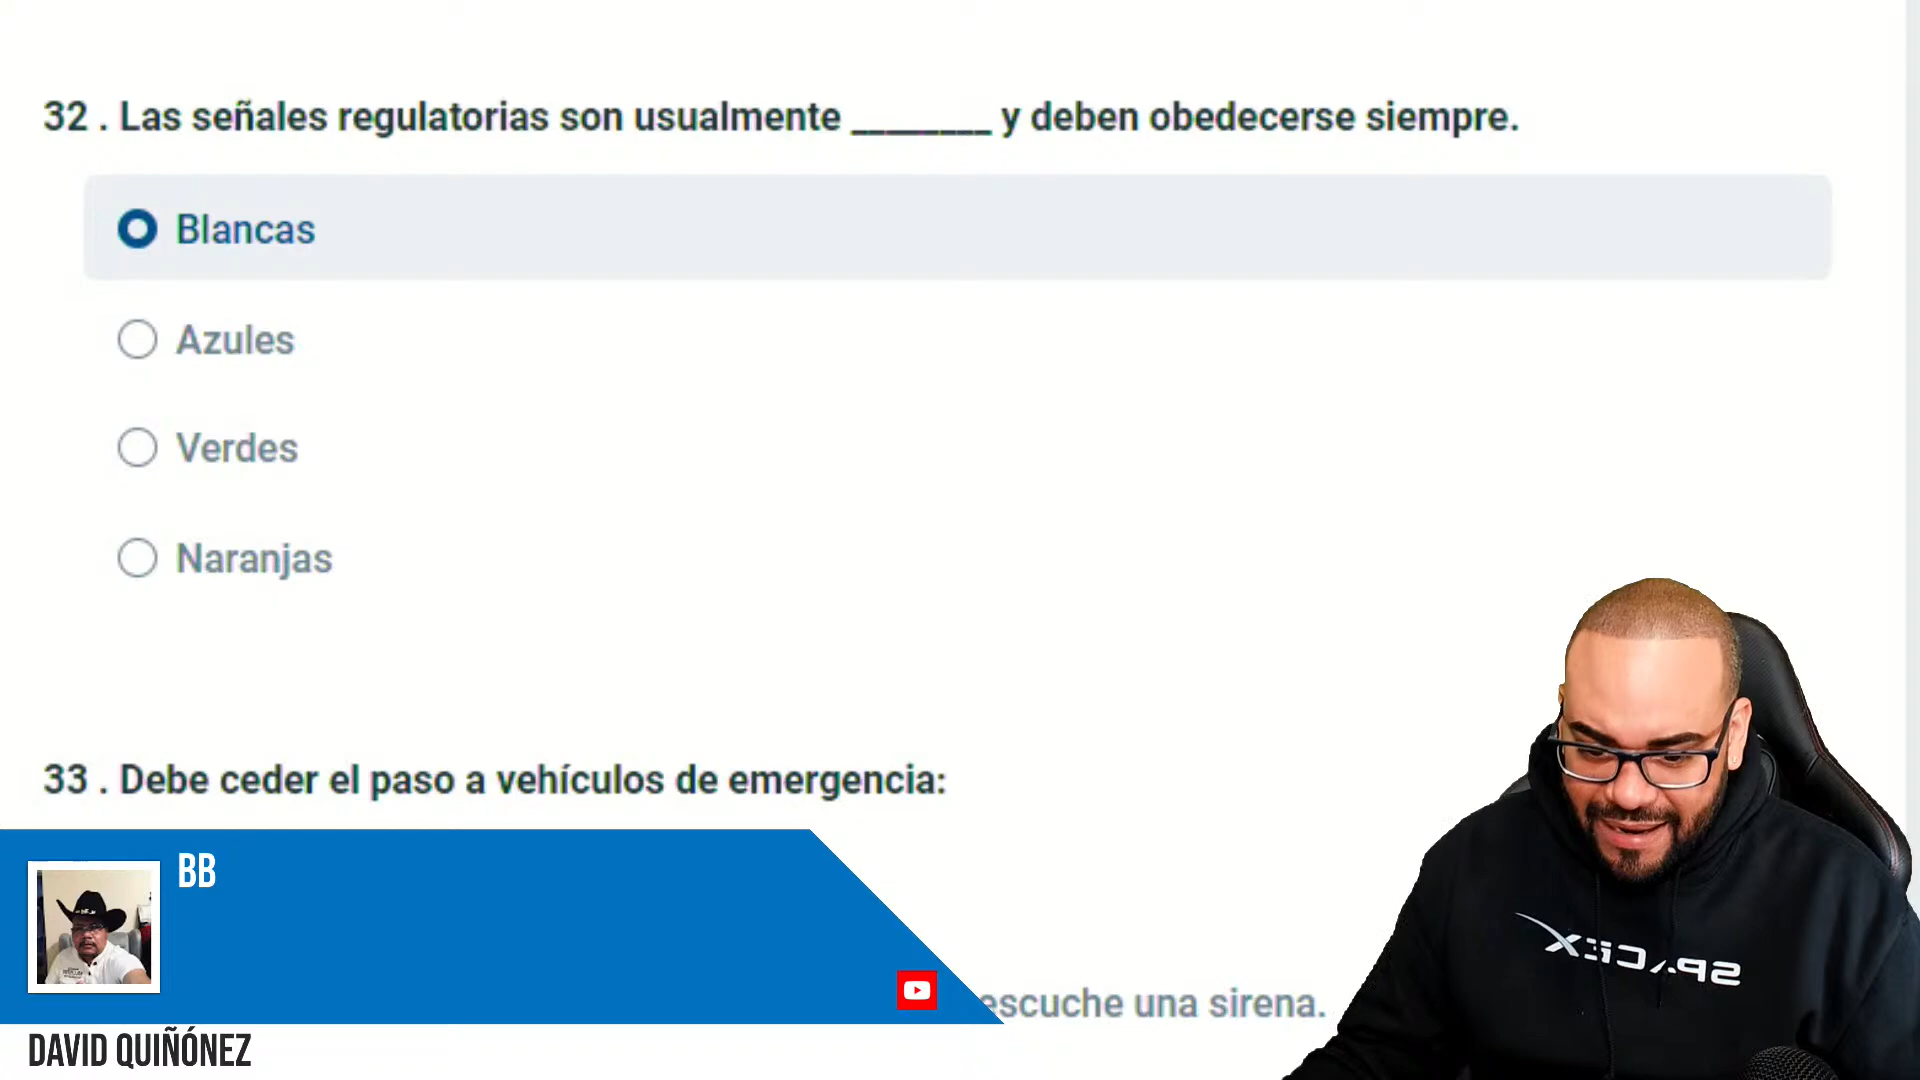 32 . Las señales regulatorias son usualmente ________ y deben obedecerse siempre.
Blancas
Azules
Verdes
Naranjas
33 . Debe ceder el paso a vehículos de emergencia:
BB
escuche una sirena.
SPACEX
DAVID QUIÑÓNEZ